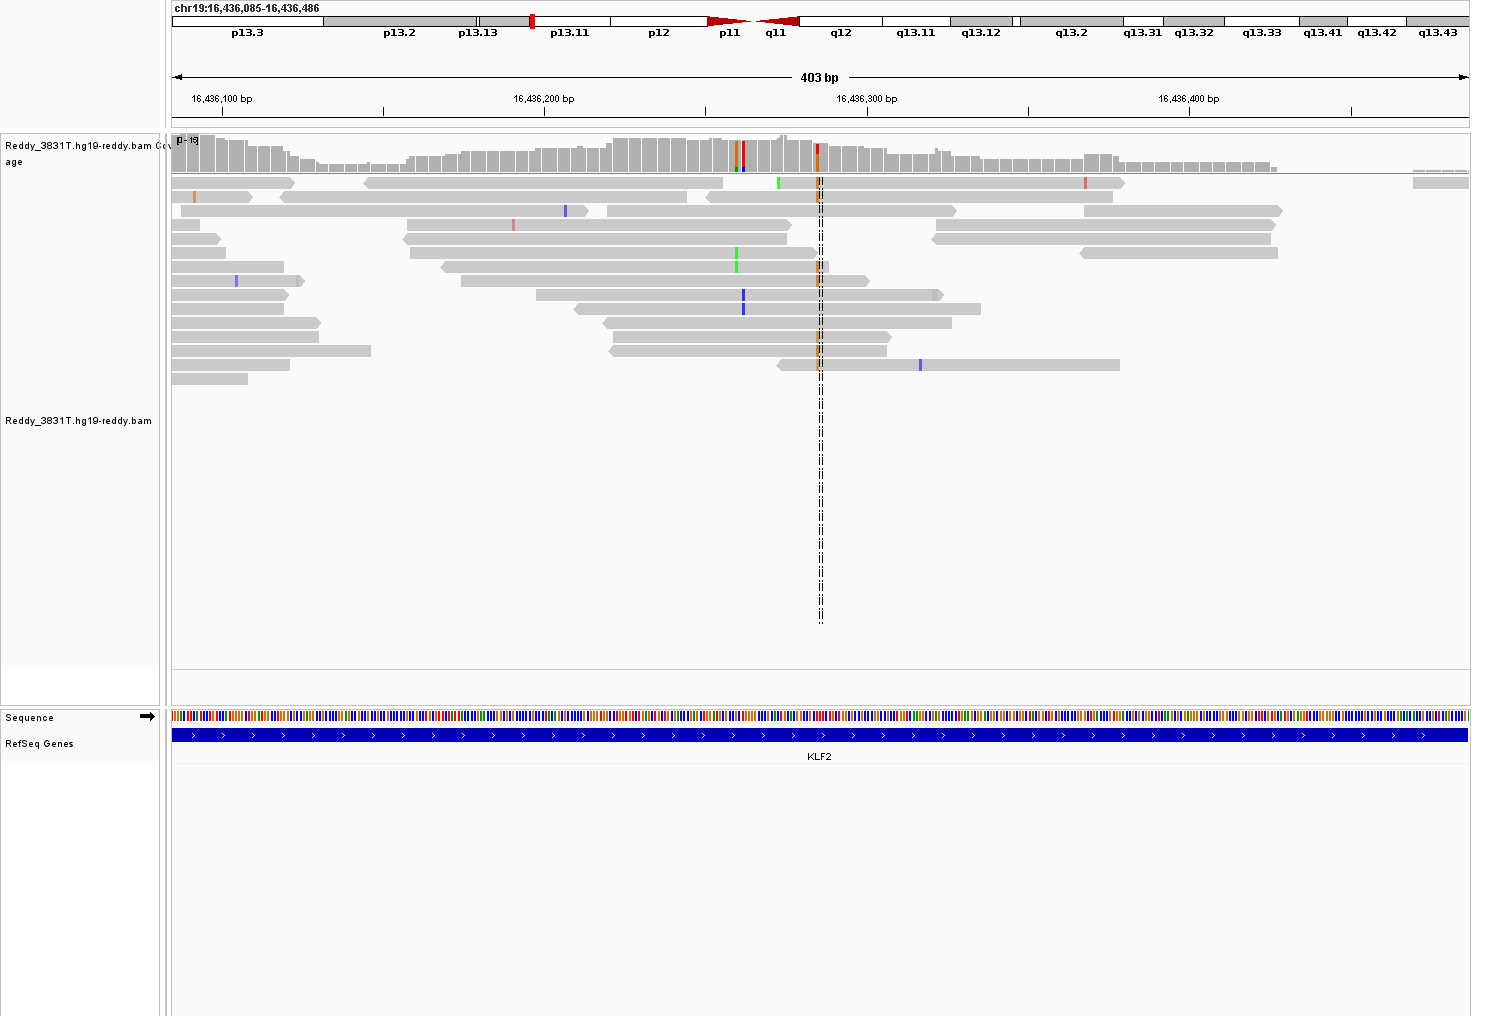 chr19:16,436,085-16,436,486
p13.3 p13.2 p13.13 p13.11 p12 p11 q11 q12 q13.11 q13.12 q13.2 q13.31 q13.32 q13.33 q13.41 q13.42 q13.43
403 bp
16,436,100 bp 16,436,200 bp 16,436,300 bp 16,436,400 bp
Reddy_3831T.hg19-reddy.bam Cov
age
Reddy_3831T.hg19-reddy.bam
Sequence
RefSeq Genes
KLF2